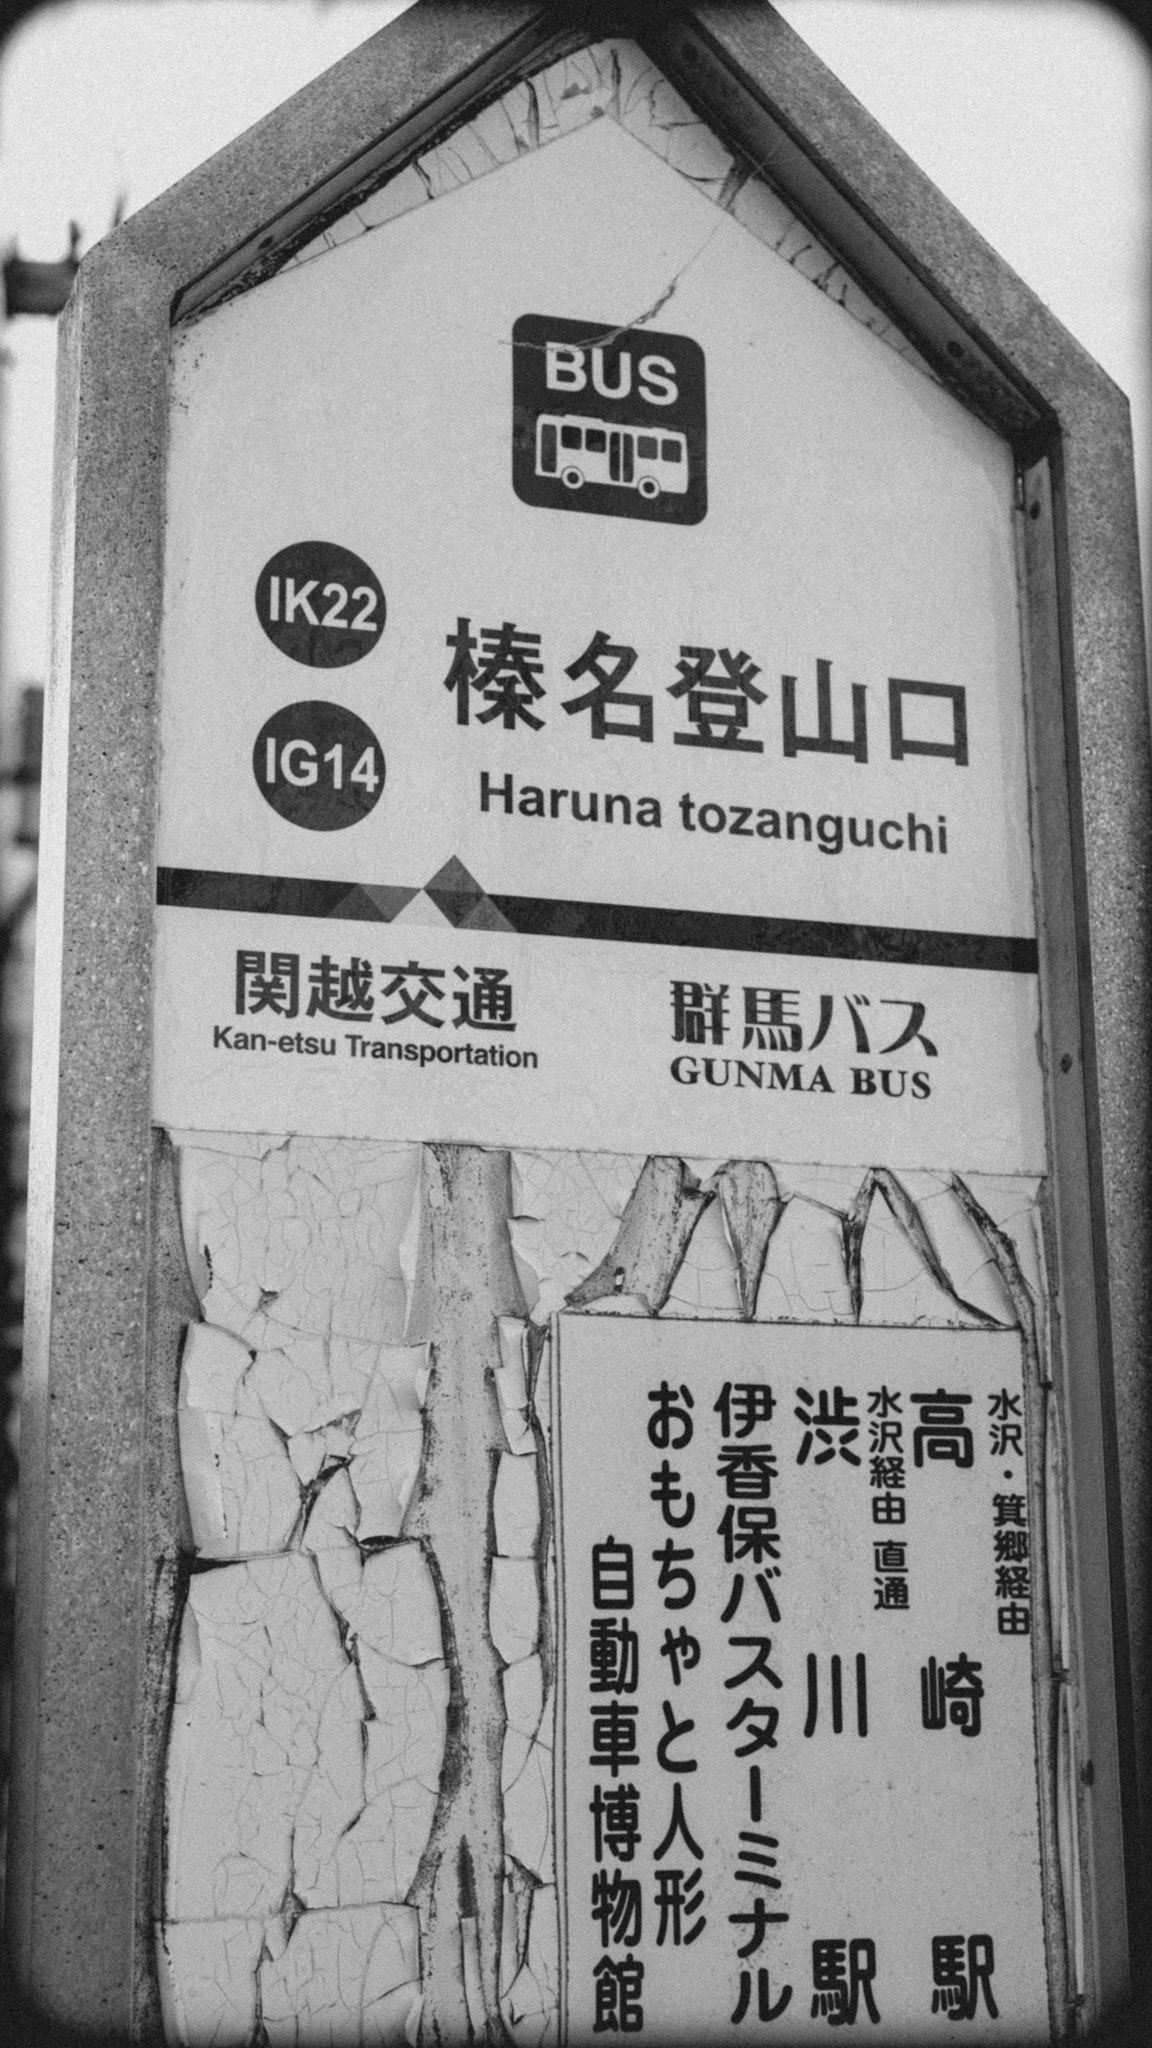 BUS
IK22
榛名登山口
IG14
Haruna tozanguchi
関越交通
Kan-etsu Transportation
群馬バス
GUNMA BUS
水沢・箕郷経由
高崎駅
水沢経由 直通
渋川駅
伊香保バスターミナル
おもちゃと人形
自動車博物館